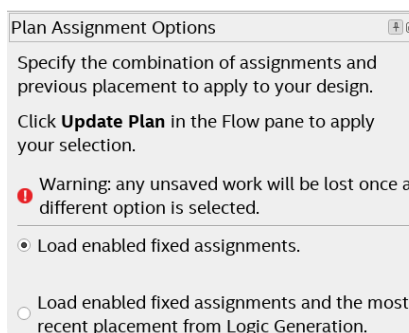 Plan Assignment Options
Specify the combination of assignments and
previous placement to apply to your design.
Click Update Plan in the Flow pane to apply
your selection.
Warning: any unsaved work will be lost once a
different option is selected.
Load enabled fixed assignments.
Load enabled fixed assignments and the most
recent placement from Logic Generation.